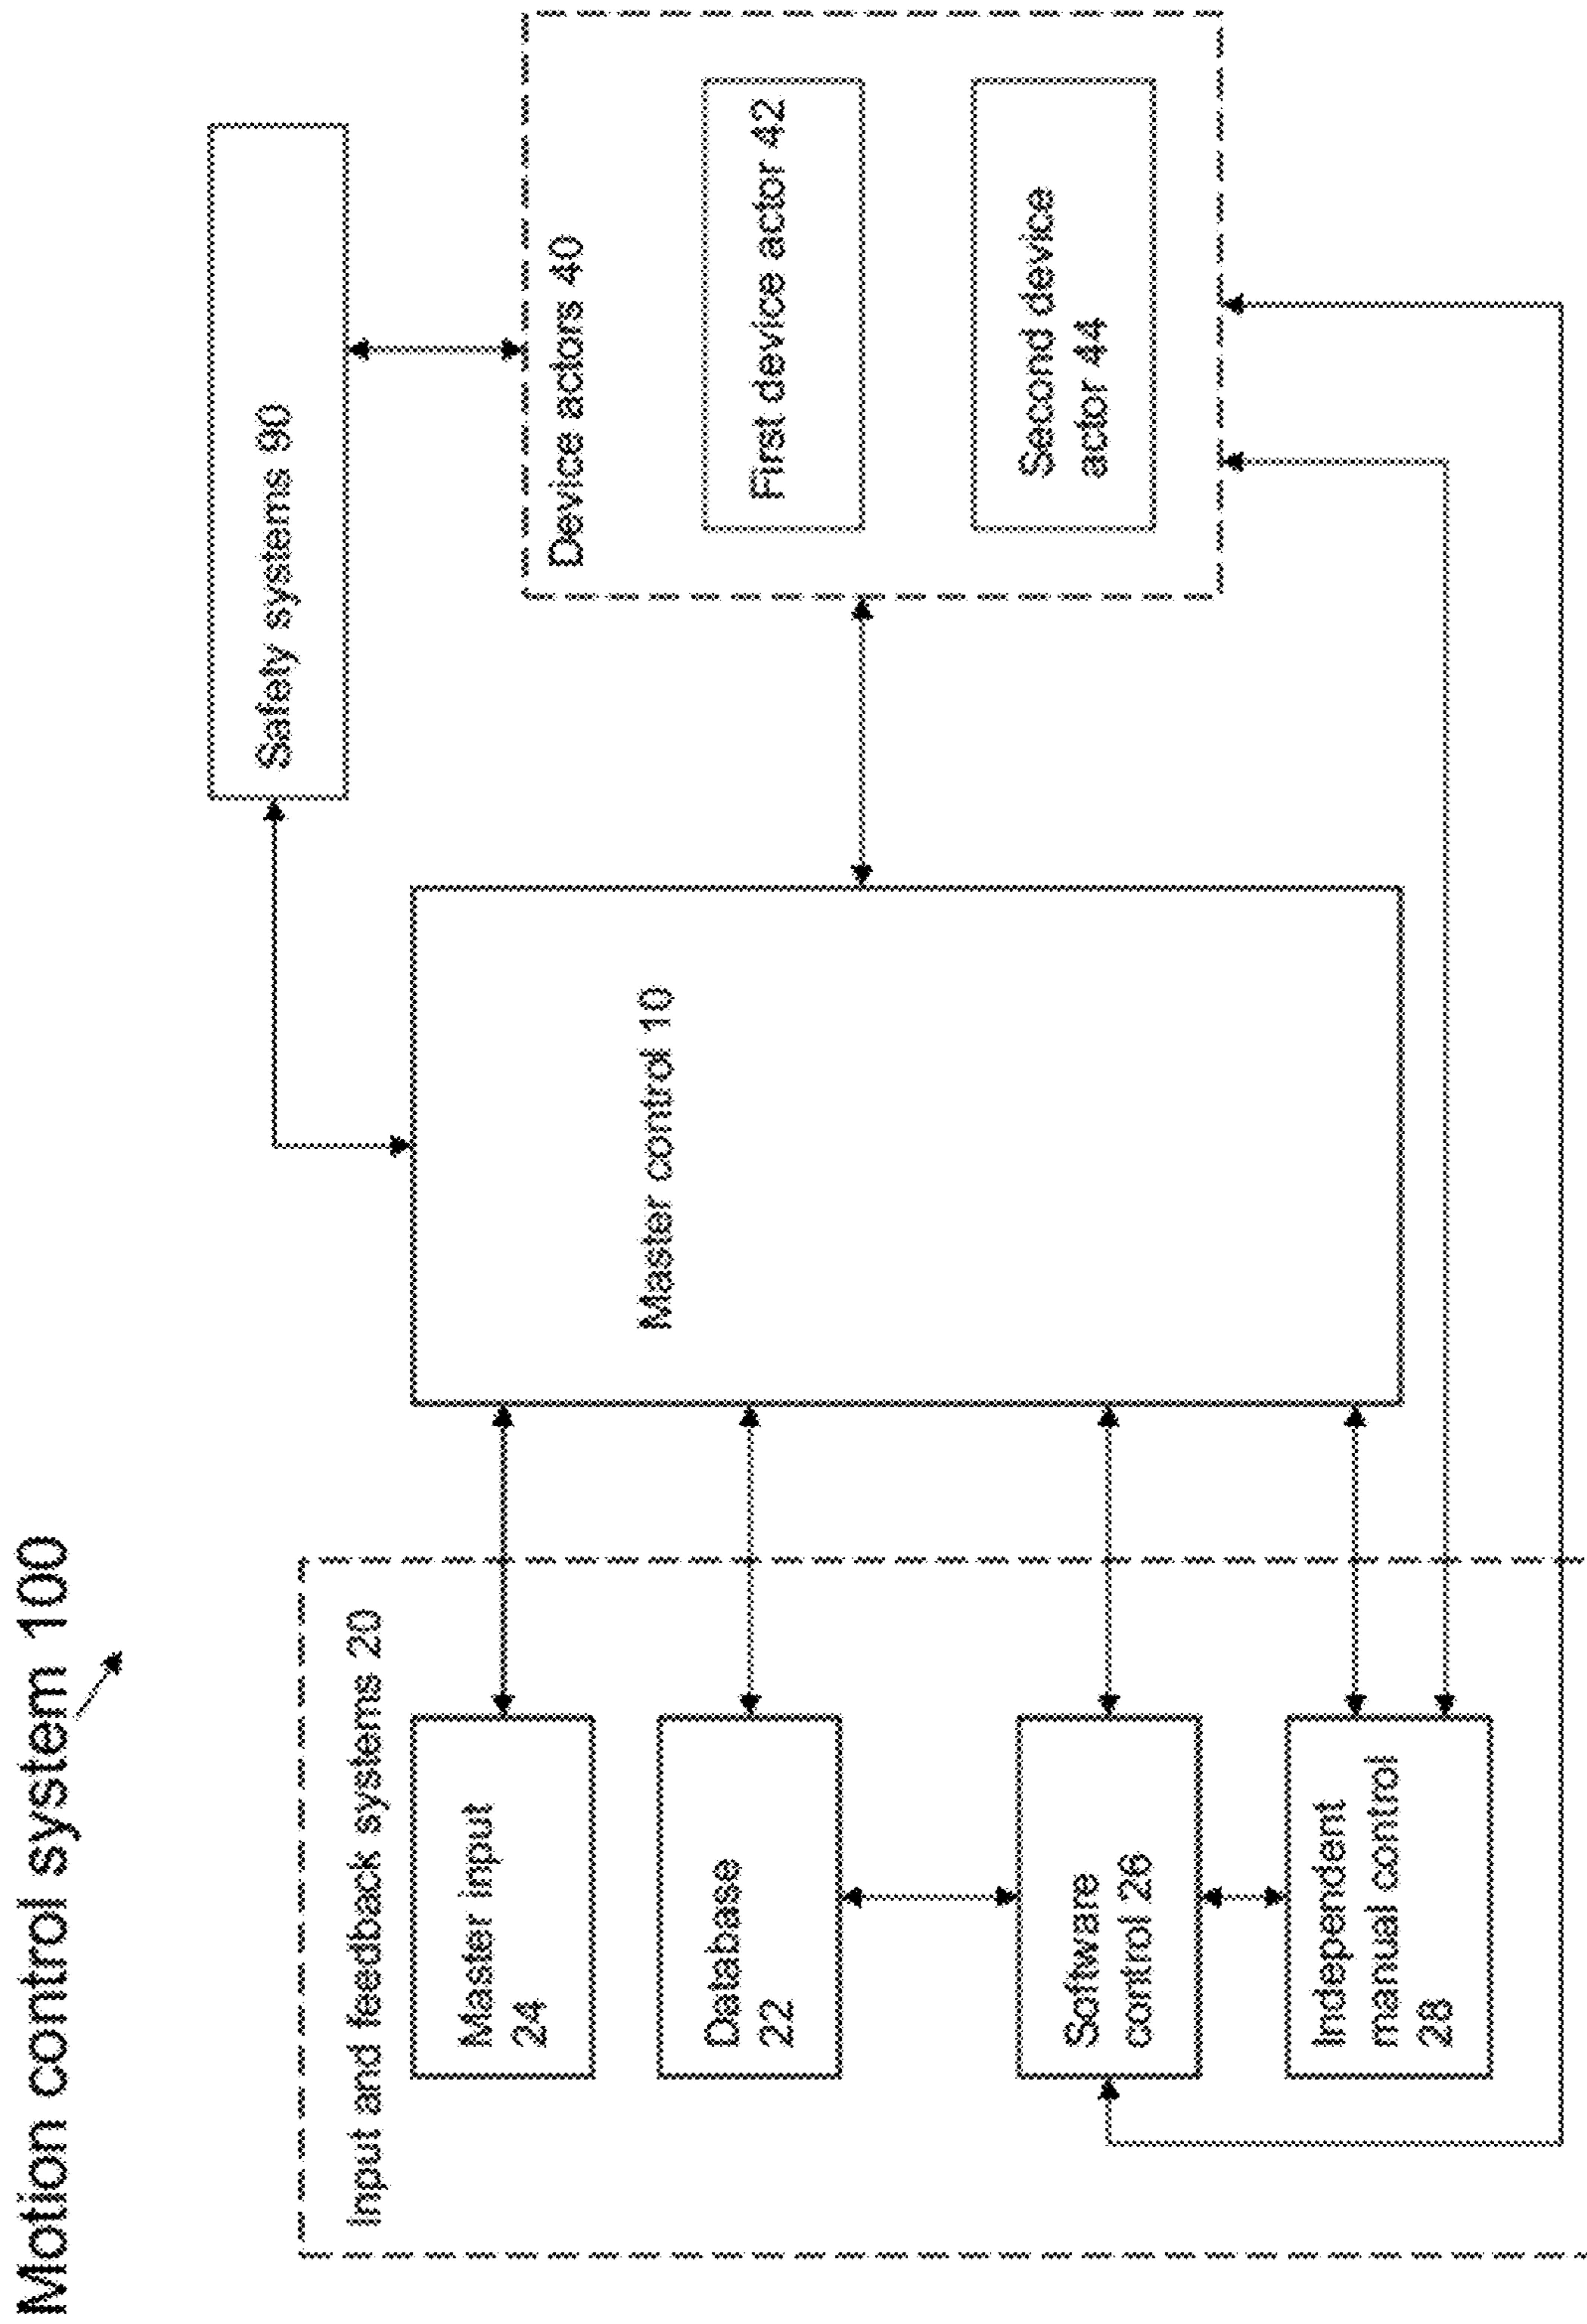 Motion control system 100
Input and feedback systems 20
Master input
24
Database
22
Software
control 26
Independent
manual control
28
Master control 10
Safety systems 90
Device actors 40
First device actor 42
Second device
actor 44